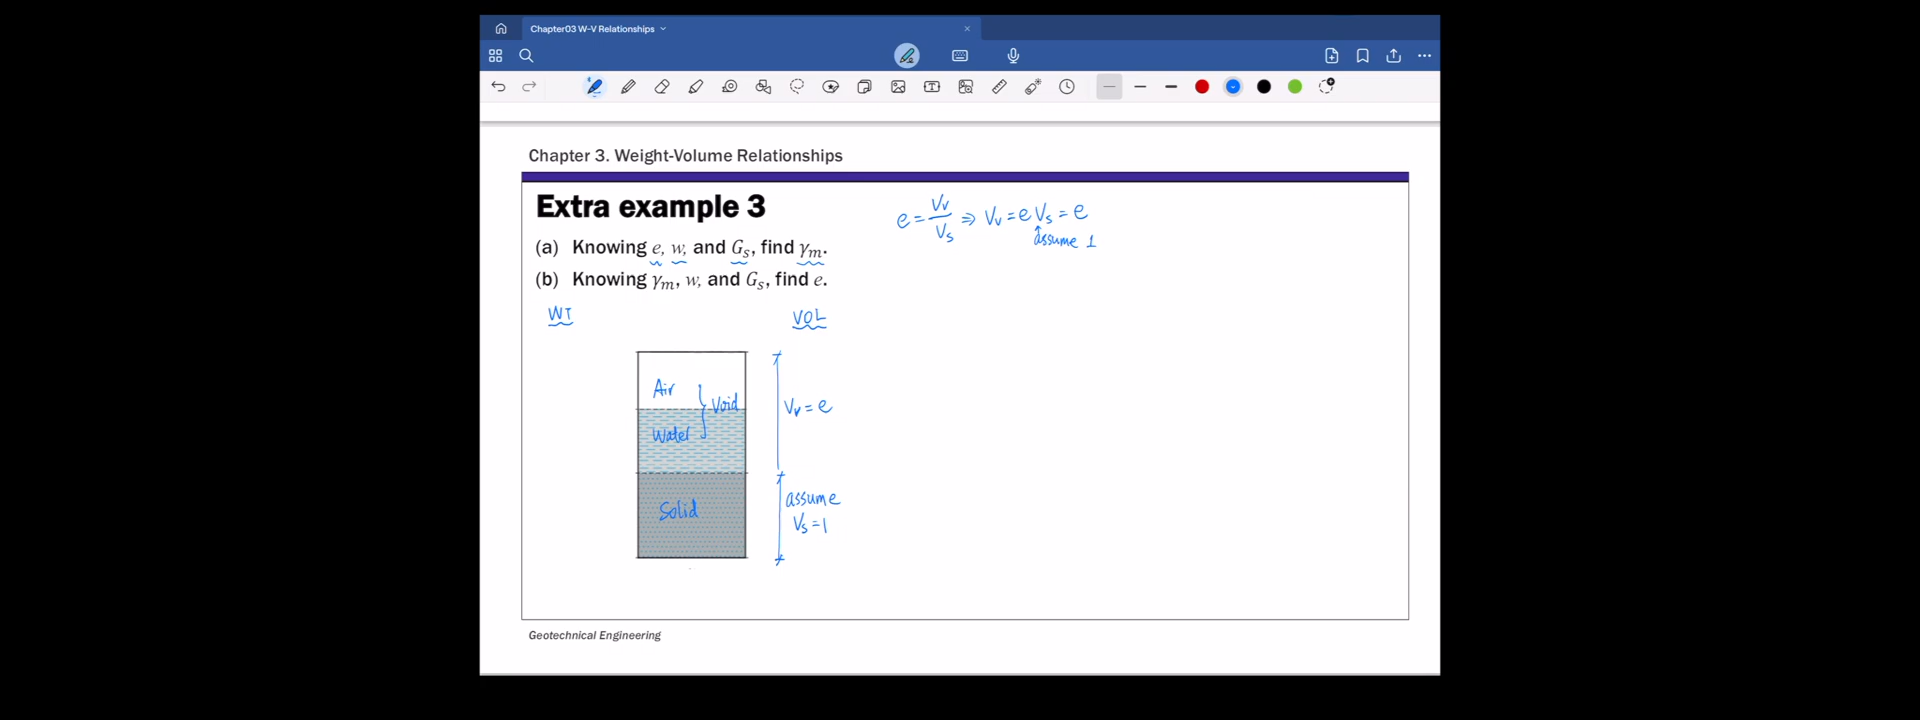 Chapter03 W-V Relationships
Chapter 3. Weight-Volume Relationships
Extra example 3
(a) Knowing e, w, and Gₛ, find γₘ.
(b) Knowing γₘ, w, and Gₛ, find e.
e = Vᵥ/Vₛ ⇒ Vᵥ = e Vₛ = e
assume 1
WT
VOL
Air
Void
Water
Vᵥ = e
Solid
assume
Vₛ = 1
Geotechnical Engineering